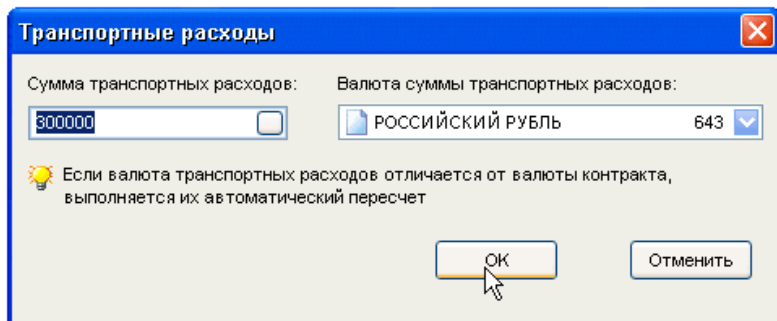 Транспортные расходы
Сумма транспортных расходов: Валюта суммы транспортных расходов:
300000 РОССИЙСКИЙ РУБЛЬ 643
Если валюта транспортных расходов отличается от валюты контракта,
выполняется их автоматический пересчет
OK Отменить